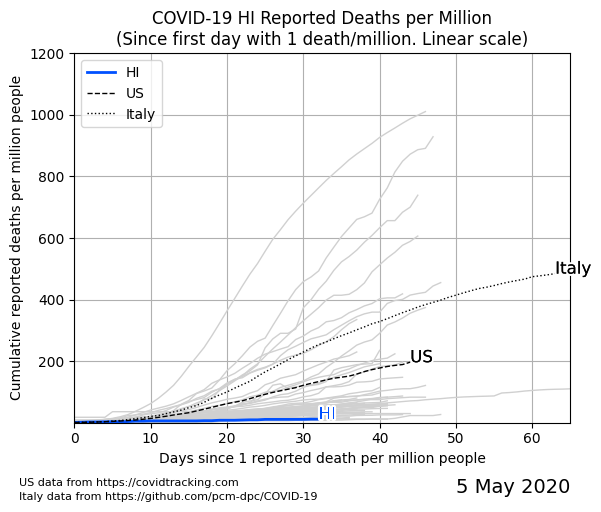 COVID-19 HI Reported Deaths per Million
(Since first day with 1 death/million. Linear scale)
1200
1000
800
600
400
200
Cumulative reported deaths per million people
HI
US
Italy
Italy
US
HI
0 10 20 30 40 50 60
Days since 1 reported death per million people
US data from https://covidtracking.com
Italy data from https://github.com/pcm-dpc/COVID-19
5 May 2020